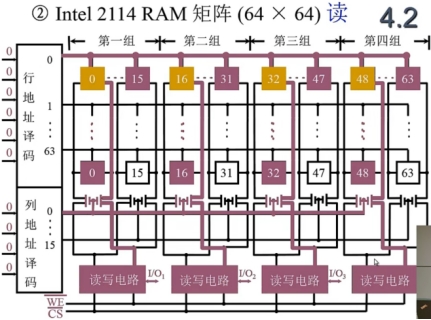 ② Intel 2114 RAM 矩阵 (64 × 64) 读
4.2
第一组 第二组 第三组 第四组
0 0 0 0 0 0
行地址译码
0 1 ⋮ 63
0 … 15 16 … 31 32 … 47 48 … 63
0 15 16 31 32 47 48 63
0 0 0 0
列地址译码
0 ⋮ 15
读写电路 I/O₁ 读写电路 I/O₂ 读写电路 I/O₃ 读写电路
WE
CS